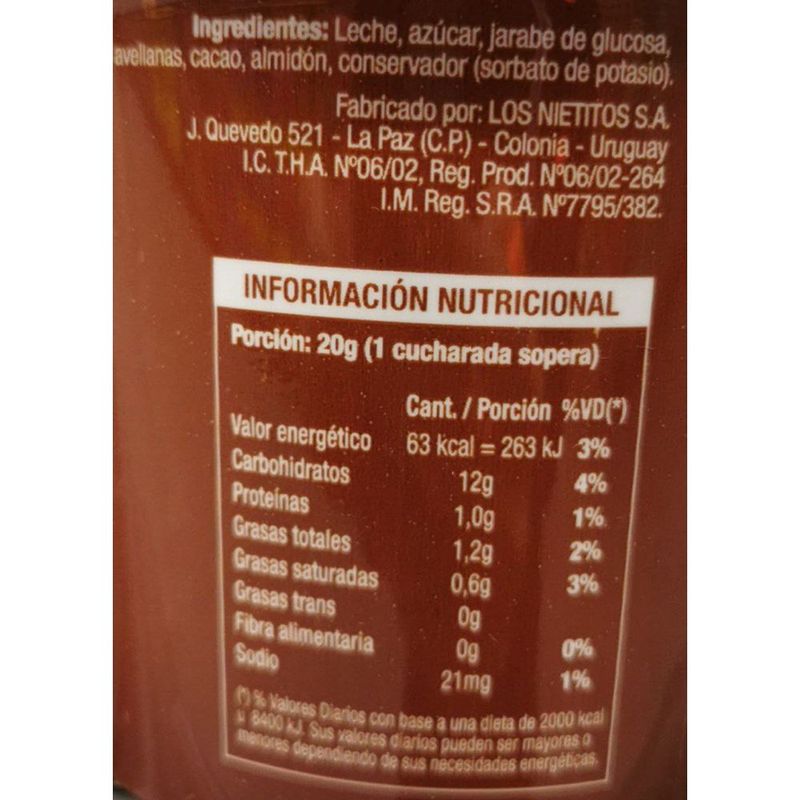 Ingredientes: Leche, azúcar, jarabe de glucosa,
avellanas, cacao, almidón, conservador (sorbato de potasio).
Fabricado por: LOS NIETITOS S.A.
J. Quevedo 521 - La Paz (C.P.) - Colonia - Uruguay
I.C. T.H.A. Nº06/02, Reg. Prod. Nº06/02-264
I.M. Reg. S.R.A. Nº7795/382.
INFORMACIÓN NUTRICIONAL
Porción: 20g (1 cucharada sopera)
Cant. / Porción %VD(*)
Valor energético 63 kcal = 263 kJ 3%
Carbohidratos 12g 4%
Proteínas 1,0g 1%
Grasas totales 1,2g 2%
Grasas saturadas 0,6g 3%
Grasas trans 0g
Fibra alimentaria 0g 0%
Sodio 21mg 1%
(*) % Valores Diarios con base a una dieta de 2000 kcal
u 8400 kJ. Sus valores diarios pueden ser mayores o
menores dependiendo de sus necesidades energéticas.